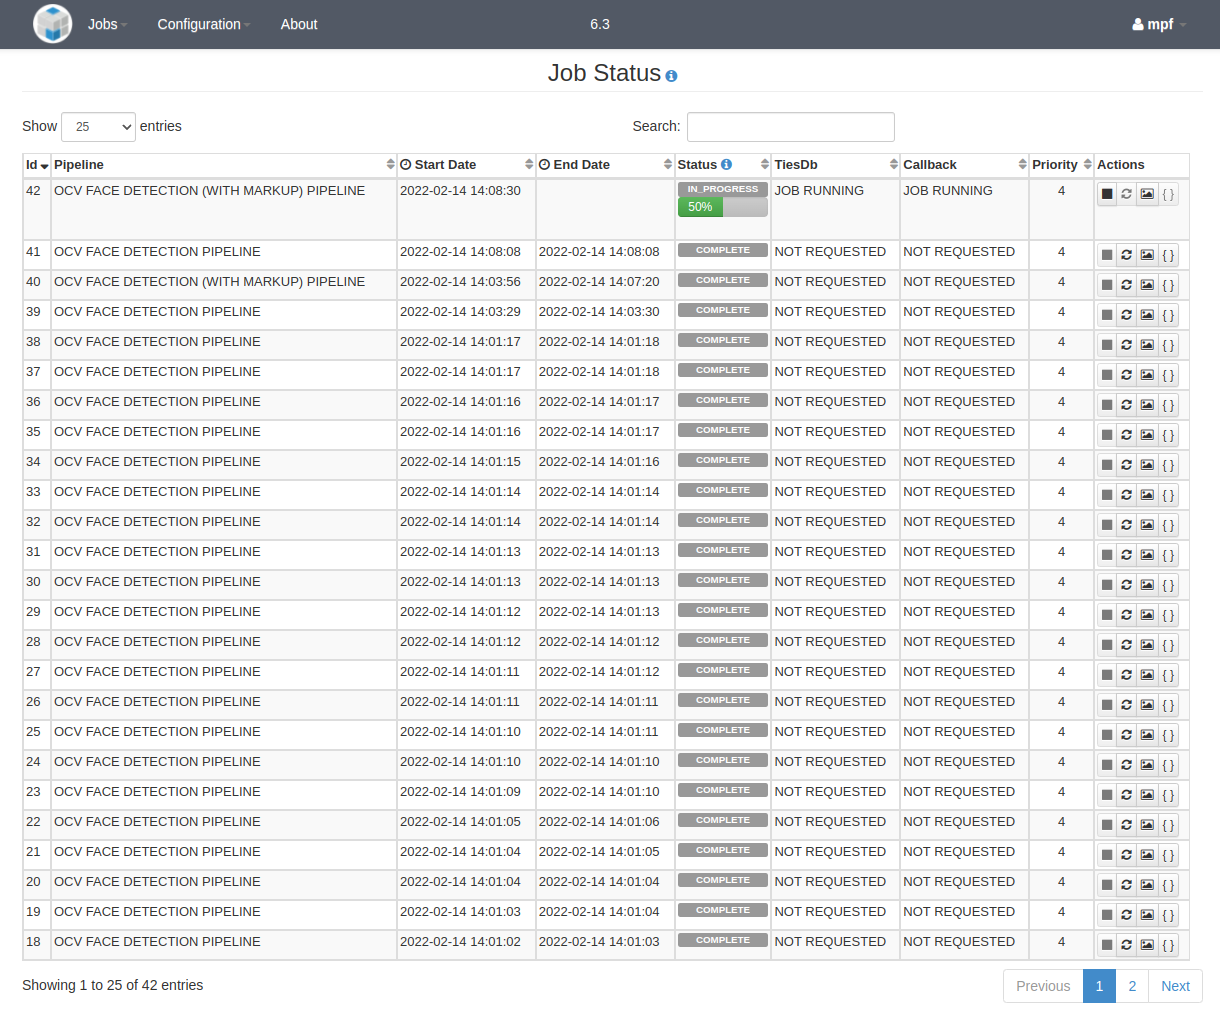 Jobs Configuration About 6.3 mpf
Job Status
Show 25 entries Search:
Id Pipeline Start Date End Date Status TiesDb Callback Priority Actions
42 OCV FACE DETECTION (WITH MARKUP) PIPELINE 2022-02-14 14:08:30 IN_PROGRESS JOB RUNNING JOB RUNNING 4 { }
50%
41 OCV FACE DETECTION PIPELINE 2022-02-14 14:08:08 2022-02-14 14:08:08 COMPLETE NOT REQUESTED NOT REQUESTED 4 { }
40 OCV FACE DETECTION (WITH MARKUP) PIPELINE 2022-02-14 14:03:56 2022-02-14 14:07:20 COMPLETE NOT REQUESTED NOT REQUESTED 4 { }
39 OCV FACE DETECTION PIPELINE 2022-02-14 14:03:29 2022-02-14 14:03:30 COMPLETE NOT REQUESTED NOT REQUESTED 4 { }
38 OCV FACE DETECTION PIPELINE 2022-02-14 14:01:17 2022-02-14 14:01:18 COMPLETE NOT REQUESTED NOT REQUESTED 4 { }
37 OCV FACE DETECTION PIPELINE 2022-02-14 14:01:17 2022-02-14 14:01:18 COMPLETE NOT REQUESTED NOT REQUESTED 4 { }
36 OCV FACE DETECTION PIPELINE 2022-02-14 14:01:16 2022-02-14 14:01:17 COMPLETE NOT REQUESTED NOT REQUESTED 4 { }
35 OCV FACE DETECTION PIPELINE 2022-02-14 14:01:16 2022-02-14 14:01:17 COMPLETE NOT REQUESTED NOT REQUESTED 4 { }
34 OCV FACE DETECTION PIPELINE 2022-02-14 14:01:15 2022-02-14 14:01:16 COMPLETE NOT REQUESTED NOT REQUESTED 4 { }
33 OCV FACE DETECTION PIPELINE 2022-02-14 14:01:14 2022-02-14 14:01:14 COMPLETE NOT REQUESTED NOT REQUESTED 4 { }
32 OCV FACE DETECTION PIPELINE 2022-02-14 14:01:14 2022-02-14 14:01:14 COMPLETE NOT REQUESTED NOT REQUESTED 4 { }
31 OCV FACE DETECTION PIPELINE 2022-02-14 14:01:13 2022-02-14 14:01:13 COMPLETE NOT REQUESTED NOT REQUESTED 4 { }
30 OCV FACE DETECTION PIPELINE 2022-02-14 14:01:13 2022-02-14 14:01:13 COMPLETE NOT REQUESTED NOT REQUESTED 4 { }
29 OCV FACE DETECTION PIPELINE 2022-02-14 14:01:12 2022-02-14 14:01:13 COMPLETE NOT REQUESTED NOT REQUESTED 4 { }
28 OCV FACE DETECTION PIPELINE 2022-02-14 14:01:12 2022-02-14 14:01:12 COMPLETE NOT REQUESTED NOT REQUESTED 4 { }
27 OCV FACE DETECTION PIPELINE 2022-02-14 14:01:11 2022-02-14 14:01:12 COMPLETE NOT REQUESTED NOT REQUESTED 4 { }
26 OCV FACE DETECTION PIPELINE 2022-02-14 14:01:11 2022-02-14 14:01:11 COMPLETE NOT REQUESTED NOT REQUESTED 4 { }
25 OCV FACE DETECTION PIPELINE 2022-02-14 14:01:10 2022-02-14 14:01:11 COMPLETE NOT REQUESTED NOT REQUESTED 4 { }
24 OCV FACE DETECTION PIPELINE 2022-02-14 14:01:10 2022-02-14 14:01:10 COMPLETE NOT REQUESTED NOT REQUESTED 4 { }
23 OCV FACE DETECTION PIPELINE 2022-02-14 14:01:09 2022-02-14 14:01:10 COMPLETE NOT REQUESTED NOT REQUESTED 4 { }
22 OCV FACE DETECTION PIPELINE 2022-02-14 14:01:05 2022-02-14 14:01:06 COMPLETE NOT REQUESTED NOT REQUESTED 4 { }
21 OCV FACE DETECTION PIPELINE 2022-02-14 14:01:04 2022-02-14 14:01:05 COMPLETE NOT REQUESTED NOT REQUESTED 4 { }
20 OCV FACE DETECTION PIPELINE 2022-02-14 14:01:04 2022-02-14 14:01:04 COMPLETE NOT REQUESTED NOT REQUESTED 4 { }
19 OCV FACE DETECTION PIPELINE 2022-02-14 14:01:03 2022-02-14 14:01:04 COMPLETE NOT REQUESTED NOT REQUESTED 4 { }
18 OCV FACE DETECTION PIPELINE 2022-02-14 14:01:02 2022-02-14 14:01:03 COMPLETE NOT REQUESTED NOT REQUESTED 4 { }
Showing 1 to 25 of 42 entries Previous 1 2 Next